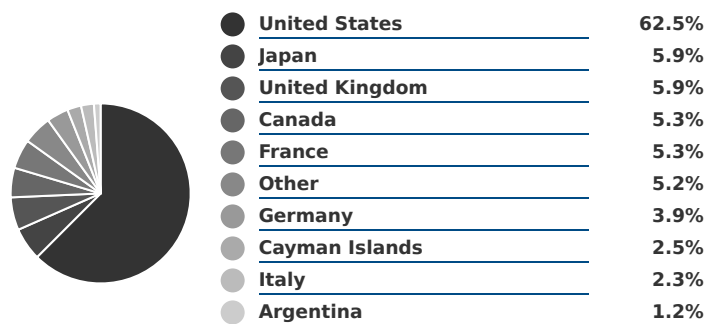 United States 62.5%
Japan 5.9%
United Kingdom 5.9%
Canada 5.3%
France 5.3%
Other 5.2%
Germany 3.9%
Cayman Islands 2.5%
Italy 2.3%
Argentina 1.2%